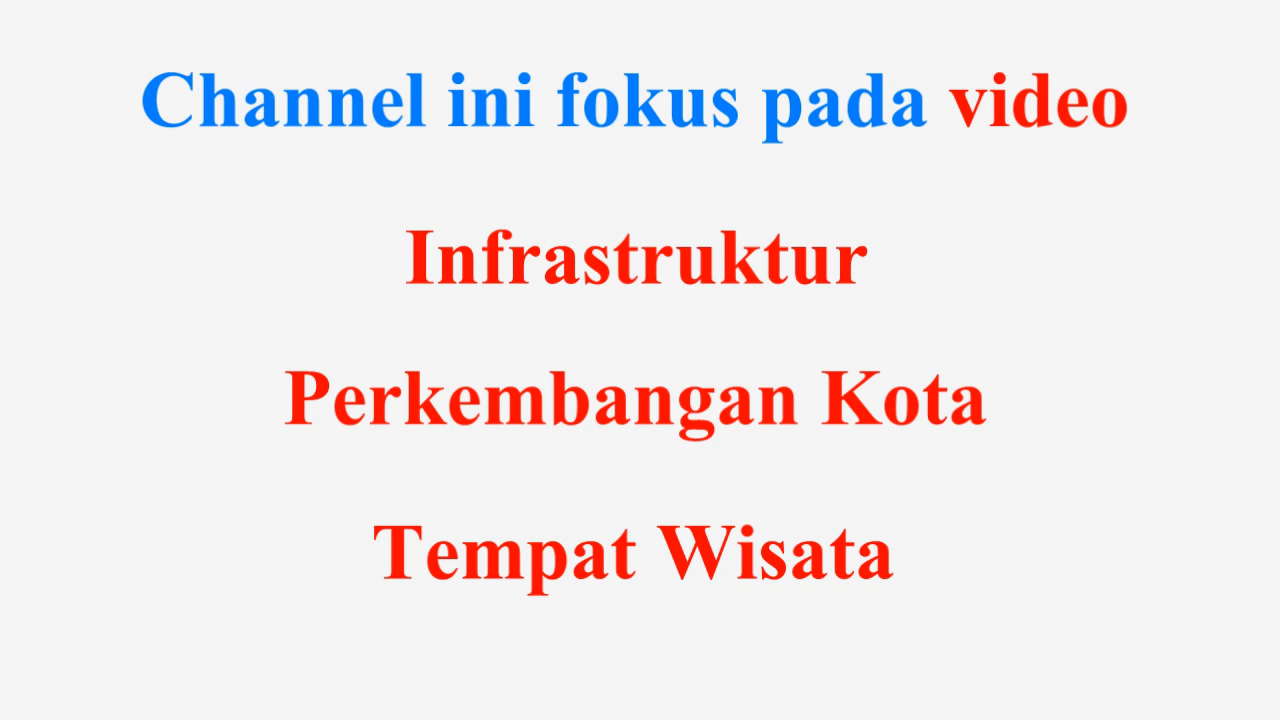 Channel ini fokus pada video
Infrastruktur
Perkembangan Kota
Tempat Wisata